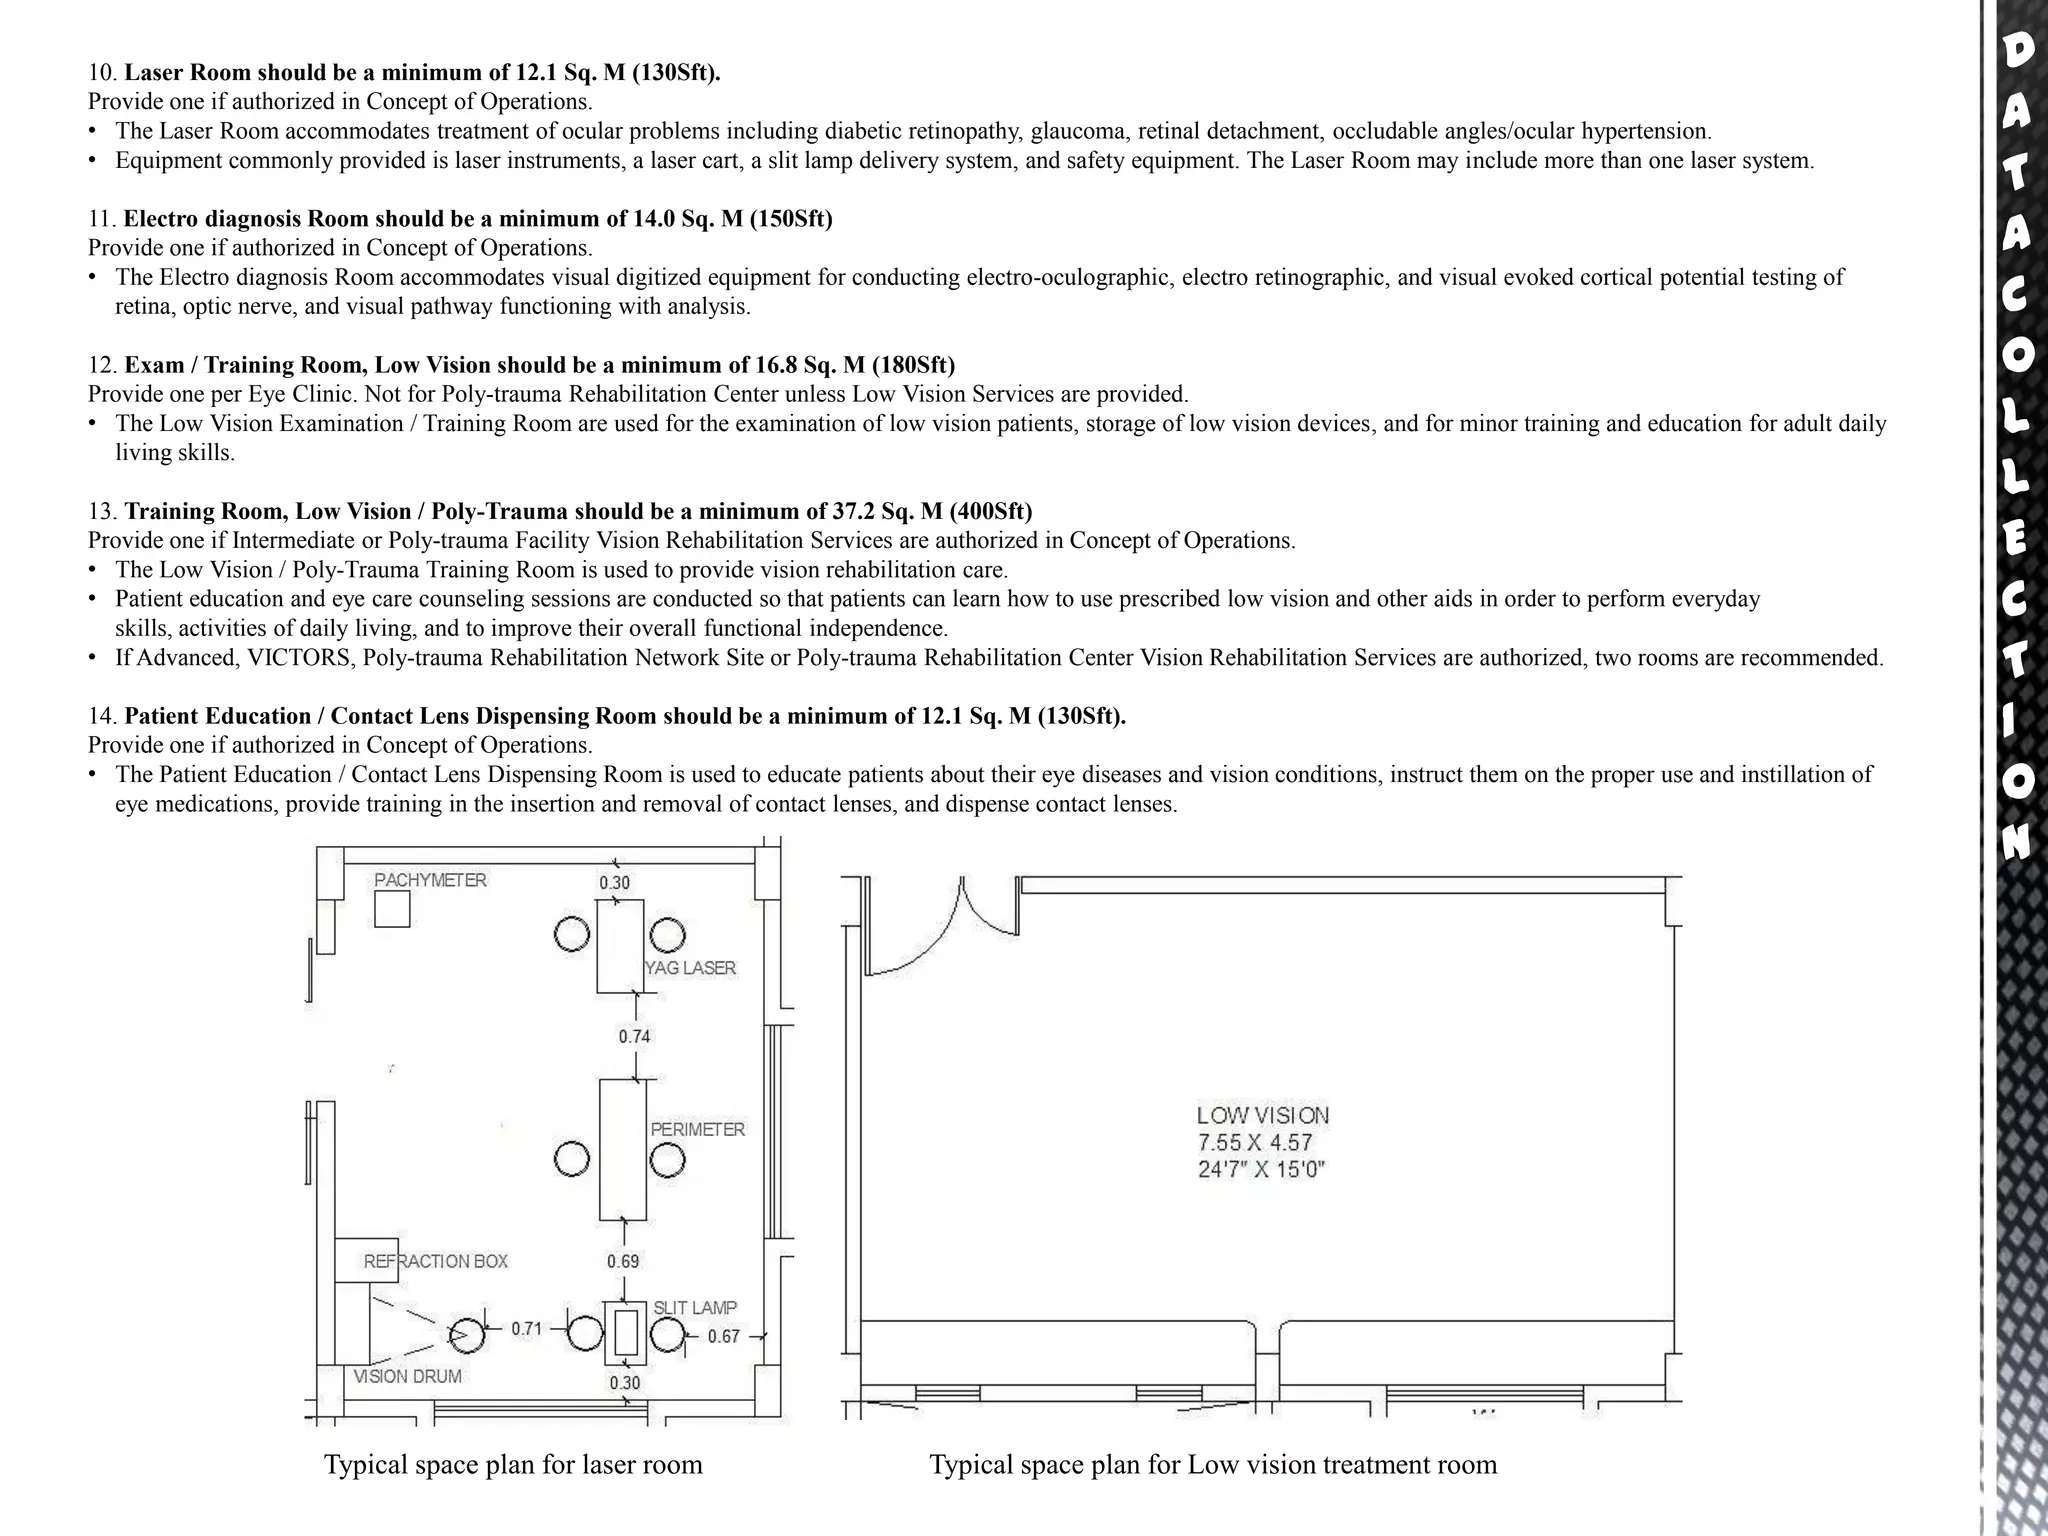 10. Laser Room should be a minimum of 12.1 Sq. M (130Sft).
Provide one if authorized in Concept of Operations.
• The Laser Room accommodates treatment of ocular problems including diabetic retinopathy, glaucoma, retinal detachment, occludable angles/ocular hypertension.
• Equipment commonly provided is laser instruments, a laser cart, a slit lamp delivery system, and safety equipment. The Laser Room may include more than one laser system.
11. Electro diagnosis Room should be a minimum of 14.0 Sq. M (150Sft)
Provide one if authorized in Concept of Operations.
• The Electro diagnosis Room accommodates visual digitized equipment for conducting electro-oculographic, electro retinographic, and visual evoked cortical potential testing of
retina, optic nerve, and visual pathway functioning with analysis.
12. Exam / Training Room, Low Vision should be a minimum of 16.8 Sq. M (180Sft)
Provide one per Eye Clinic. Not for Poly-trauma Rehabilitation Center unless Low Vision Services are provided.
• The Low Vision Examination / Training Room are used for the examination of low vision patients, storage of low vision devices, and for minor training and education for adult daily
living skills.
13. Training Room, Low Vision / Poly-Trauma should be a minimum of 37.2 Sq. M (400Sft)
Provide one if Intermediate or Poly-trauma Facility Vision Rehabilitation Services are authorized in Concept of Operations.
• The Low Vision / Poly-Trauma Training Room is used to provide vision rehabilitation care.
• Patient education and eye care counseling sessions are conducted so that patients can learn how to use prescribed low vision and other aids in order to perform everyday
skills, activities of daily living, and to improve their overall functional independence.
• If Advanced, VICTORS, Poly-trauma Rehabilitation Network Site or Poly-trauma Rehabilitation Center Vision Rehabilitation Services are authorized, two rooms are recommended.
14. Patient Education / Contact Lens Dispensing Room should be a minimum of 12.1 Sq. M (130Sft).
Provide one if authorized in Concept of Operations.
• The Patient Education / Contact Lens Dispensing Room is used to educate patients about their eye diseases and vision conditions, instruct them on the proper use and instillation of
eye medications, provide training in the insertion and removal of contact lenses, and dispense contact lenses.
PACHYMETER
0.30
YAG LASER
0.74
PERIMETER
REFRACTION BOX
0.69
SLIT LAMP
0.71
0.67
VISION DRUM
0.30
LOW VISION
7.55 X 4.57
24'7" X 15'0"
Typical space plan for laser room
Typical space plan for Low vision treatment room
DATA COLLECTION